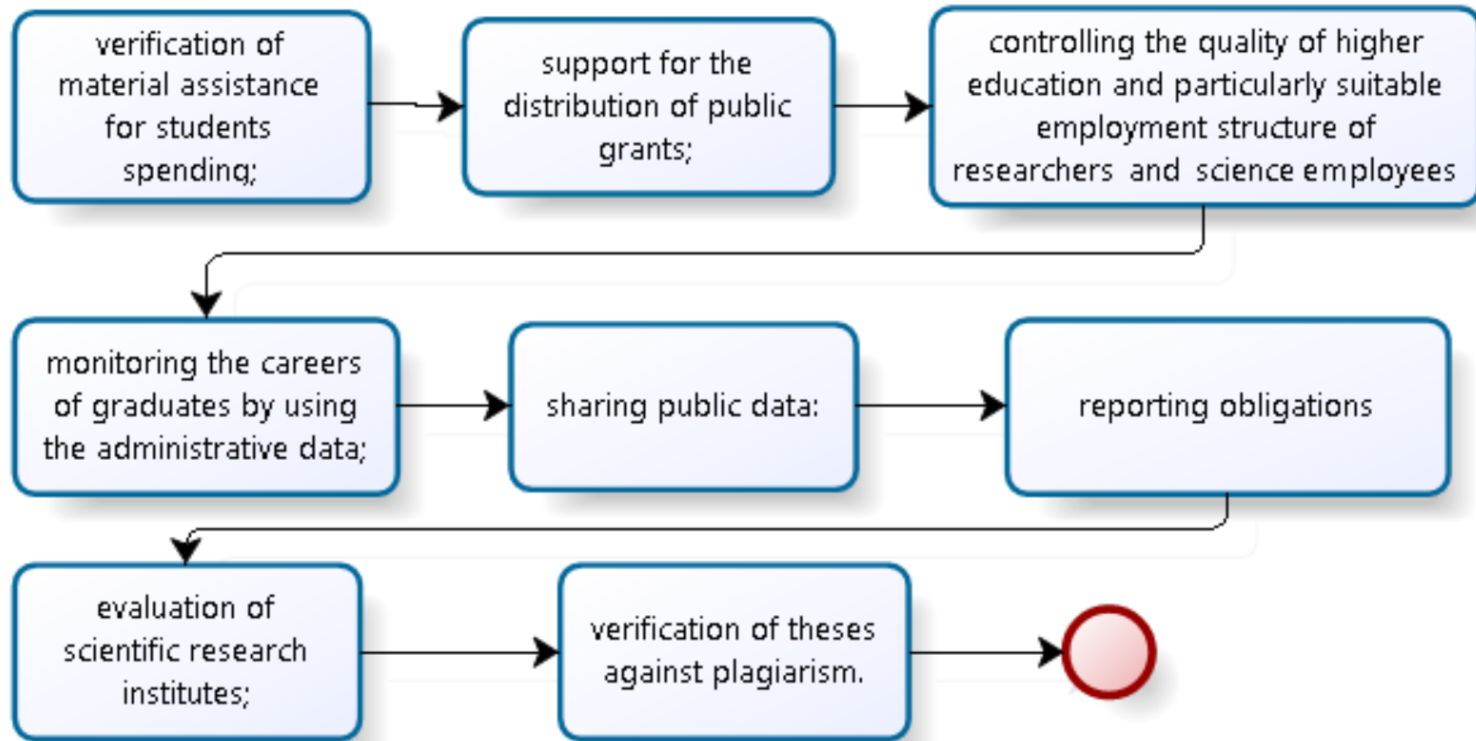 verification of
material assistance
for students
spending;
support for the
distribution of public
grants;
controlling the quality of higher
education and particularly suitable
employment structure of
researchers and science employees
monitoring the careers
of graduates by using
the administrative data;
sharing public data:
reporting obligations
evaluation of
scientific research
institutes;
verification of theses
against plagiarism.